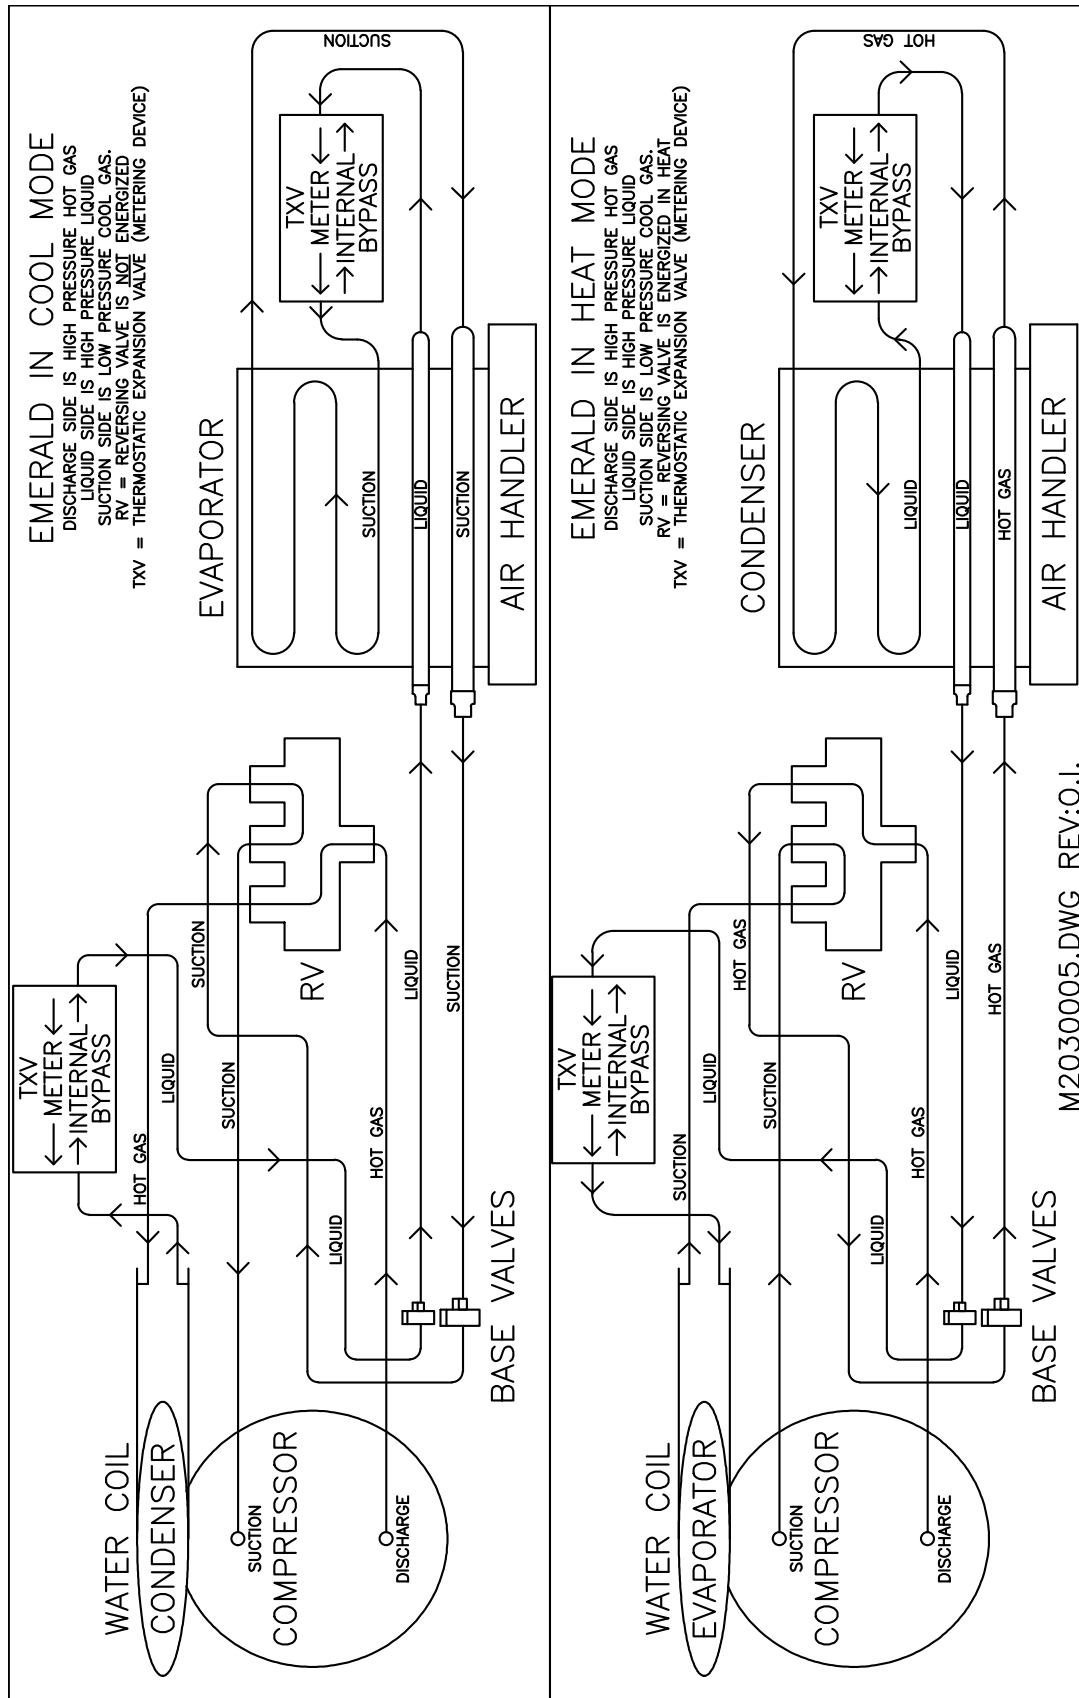 EMERALD IN COOL MODE
DISCHARGE SIDE IS HIGH PRESSURE HOT GAS
LIQUID SIDE IS HIGH PRESSURE LIQUID
SUCTION SIDE IS LOW PRESSURE COOL GAS.
RV = REVERSING VALVE IS NOT ENERGIZED
TXV = THERMOSTATIC EXPANSION VALVE (METERING DEVICE)
TXV
METER
INTERNAL
BYPASS
HOT GAS
LIQUID
SUCTION
SUCTION
LIQUID
HOT GAS
LIQUID
SUCTION
RV
WATER COIL
CONDENSER
SUCTION
COMPRESSOR
DISCHARGE
BASE VALVES
EVAPORATOR
SUCTION
LIQUID
SUCTION
AIR HANDLER
TXV
METER
INTERNAL
BYPASS
SUCTION
EMERALD IN HEAT MODE
DISCHARGE SIDE IS HIGH PRESSURE HOT GAS
LIQUID SIDE IS HIGH PRESSURE LIQUID
SUCTION SIDE IS LOW PRESSURE COOL GAS.
RV = REVERSING VALVE IS ENERGIZED IN HEAT
TXV = THERMOSTATIC EXPANSION VALVE (METERING DEVICE)
TXV
METER
INTERNAL
BYPASS
SUCTION
LIQUID
HOT GAS
SUCTION
LIQUID
HOT GAS
LIQUID
HOT GAS
RV
WATER COIL
EVAPORATOR
SUCTION
COMPRESSOR
DISCHARGE
BASE VALVES
CONDENSER
LIQUID
LIQUID
HOT GAS
AIR HANDLER
TXV
METER
INTERNAL
BYPASS
HOT GAS
M2030005.DWG REV:0.1.